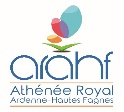 arahf
Athénée Royal
Ardenne-Hautes Fagnes